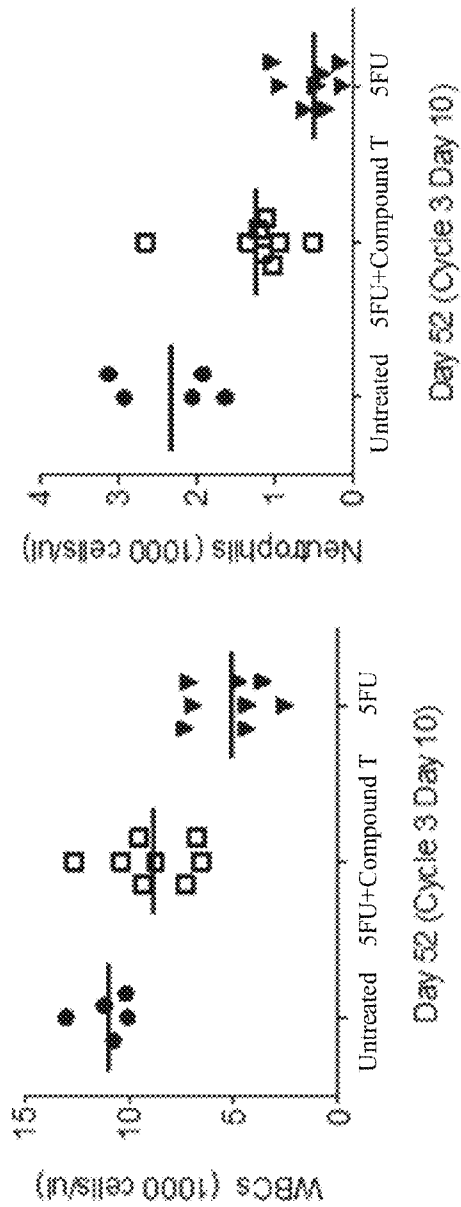 WBCs (1000 cells/ul)
15
10
5
0
Untreated 5FU+Compound T 5FU
Day 52 (Cycle 3 Day 10)
Neutrophils (1000 cells/ul)
4
3
2
1
0
Untreated 5FU+Compound T 5FU
Day 52 (Cycle 3 Day 10)